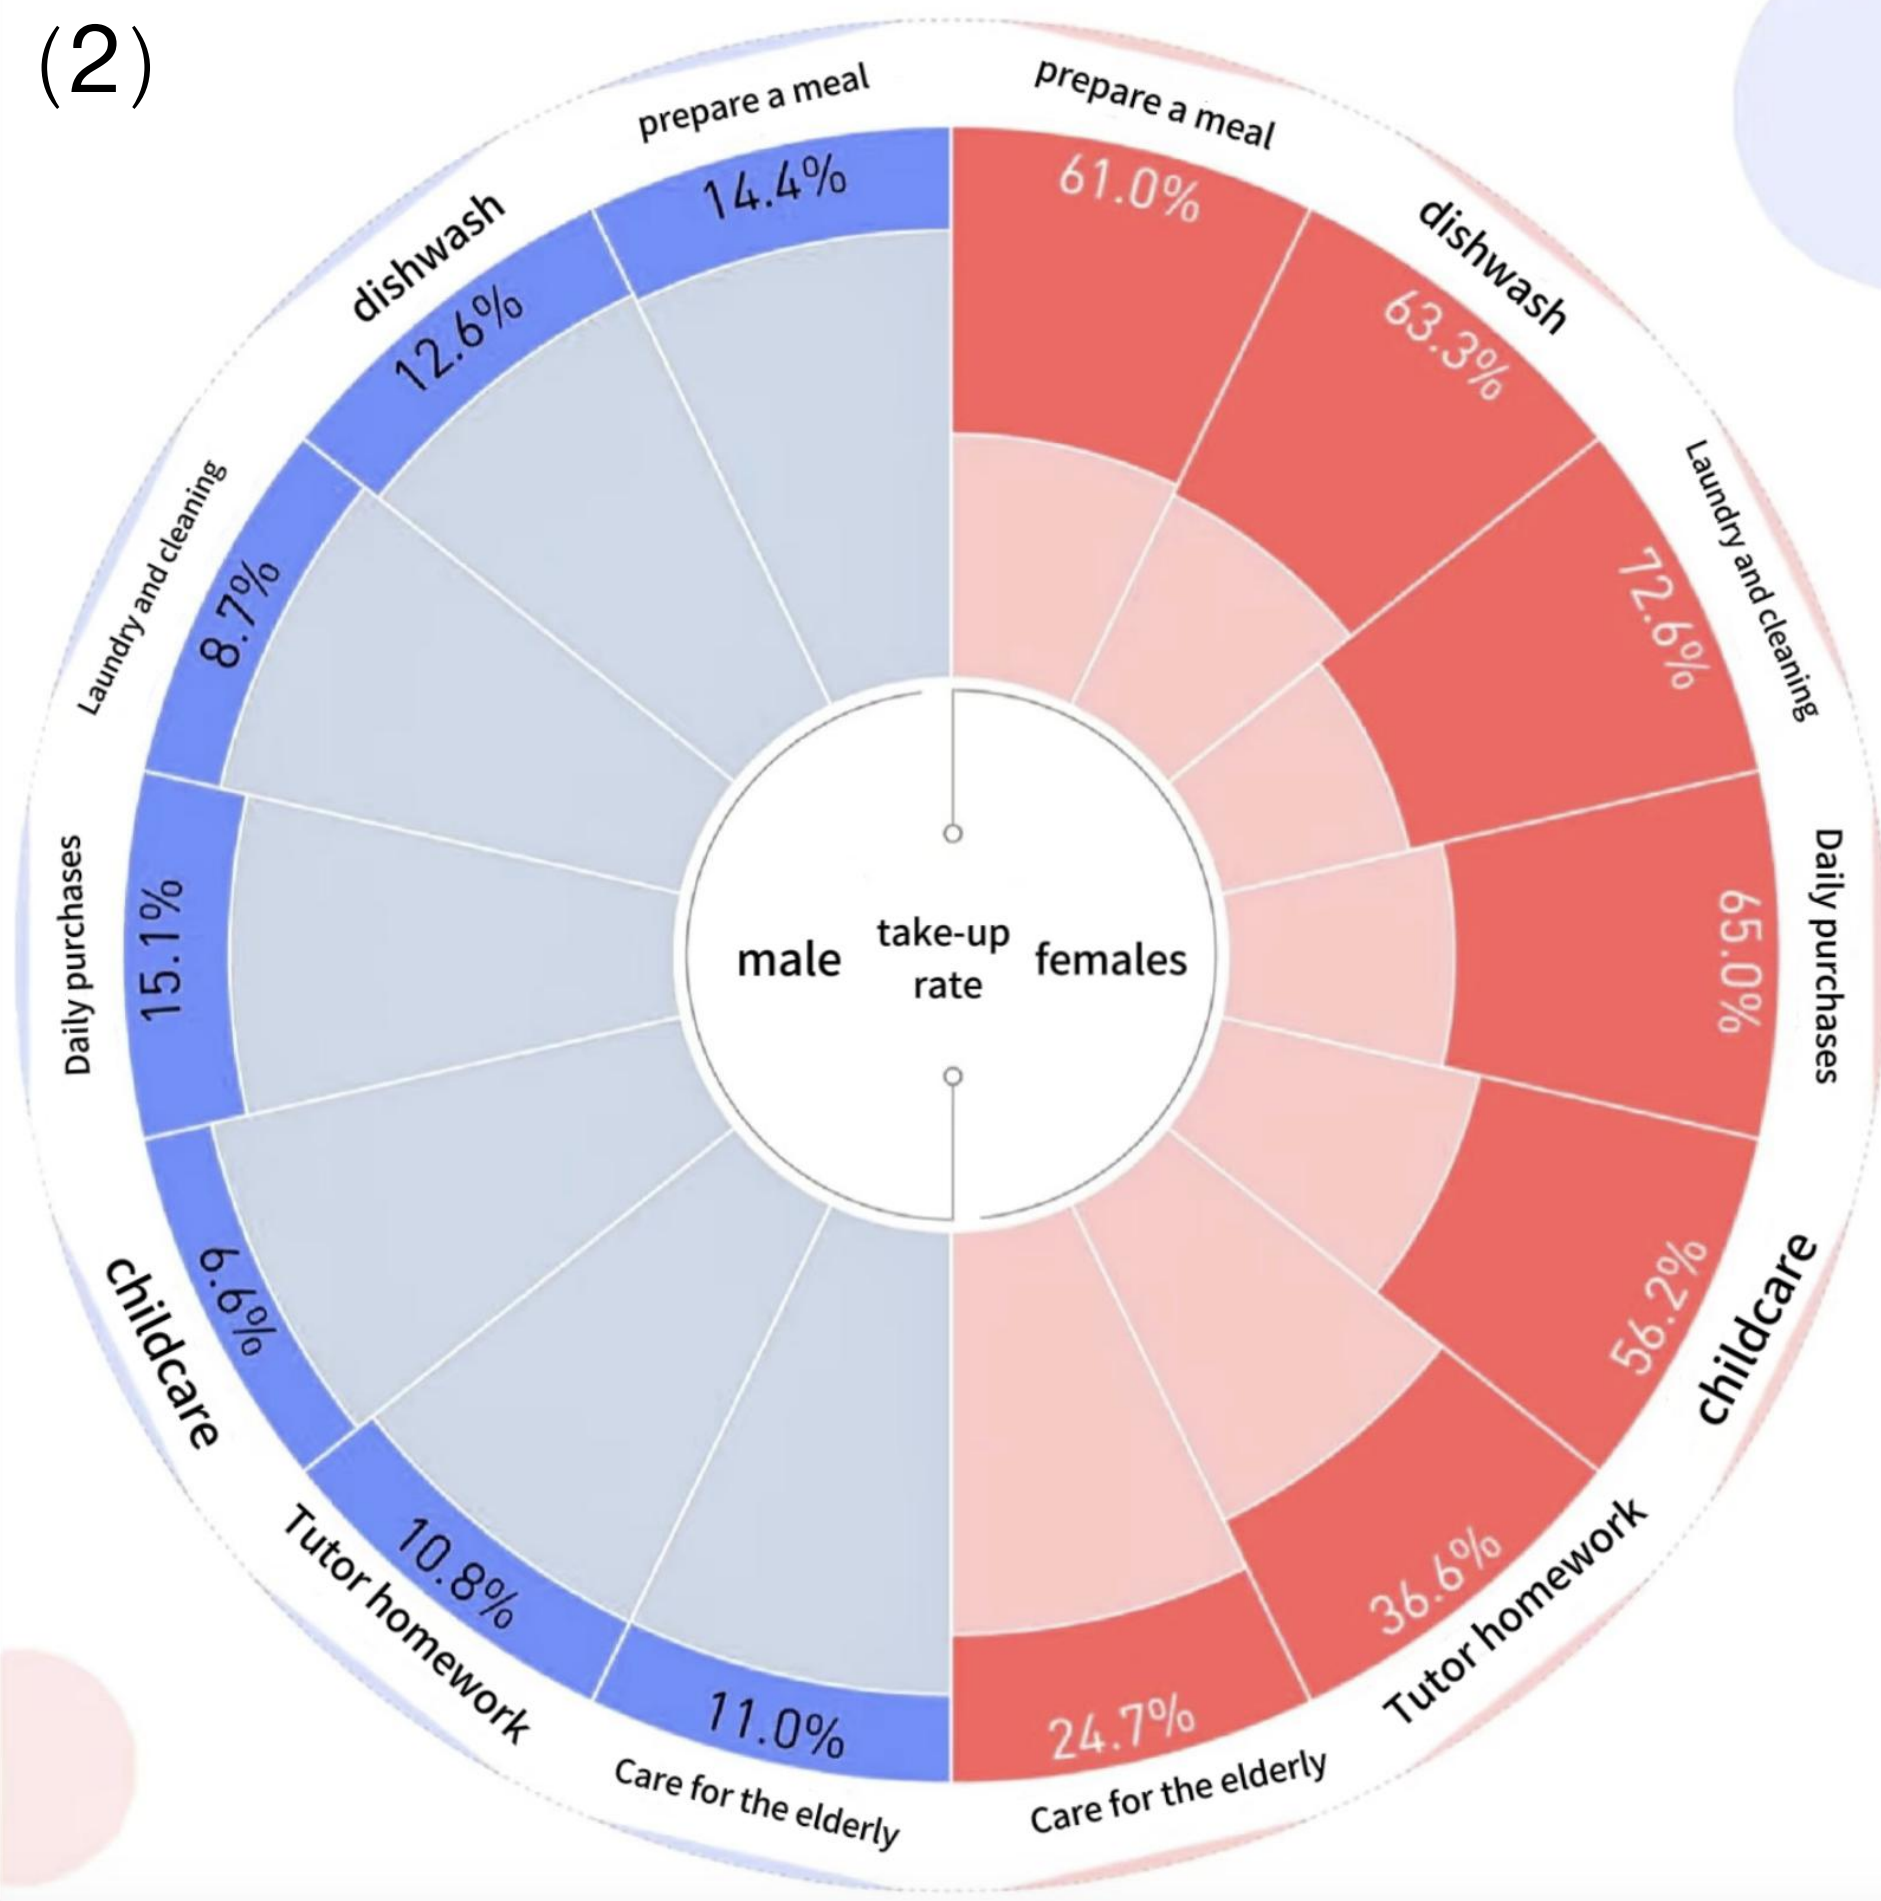 (2)
prepare a meal
14.4%
dishwash
12.6%
Laundry and cleaning
8.7%
Daily purchases
15.1%
childcare
6.6%
Tutor homework
10.8%
Care for the elderly
11.0%
prepare a meal
61.0%
dishwash
63.3%
Laundry and cleaning
72.6%
Daily purchases
65.0%
childcare
56.2%
Tutor homework
36.6%
Care for the elderly
24.7%
male
take-up
rate
females